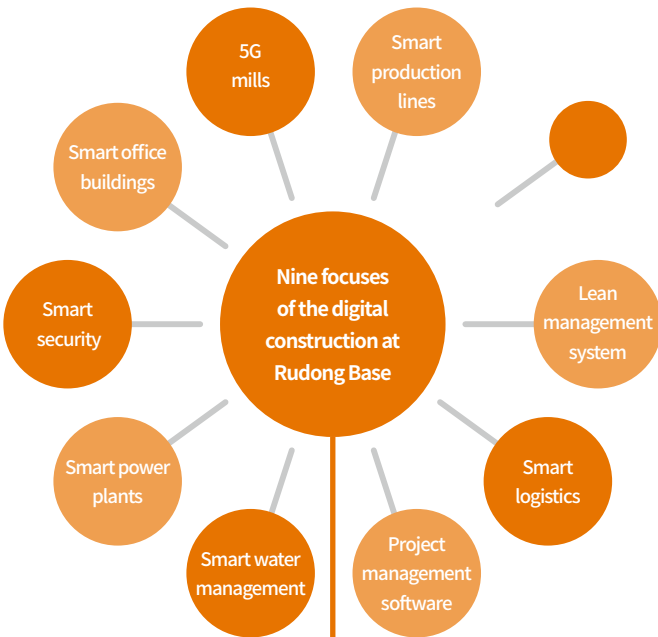 5G
mills
Smart
production
lines
Smart office
buildings
Nine focuses
of the digital
construction at
Rudong Base
Lean
management
system
Smart
security
Smart power
plants
Smart
logistics
Smart water
management
Project
management
software